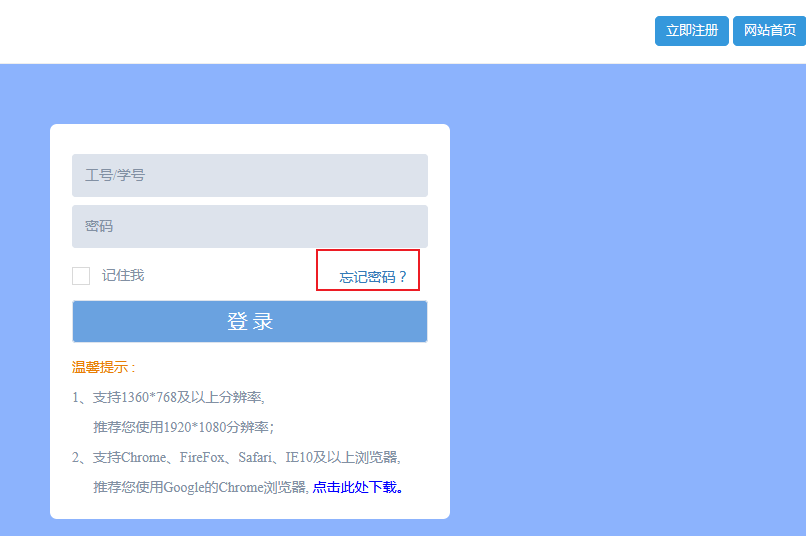 立即注册 网站首页
工号/学号
密码
记住我 忘记密码？
登录
温馨提示：
1、支持1360*768及以上分辨率,
推荐您使用1920*1080分辨率；
2、支持Chrome、FireFox、Safari、IE10及以上浏览器,
推荐您使用Google的Chrome浏览器, 点击此处下载。